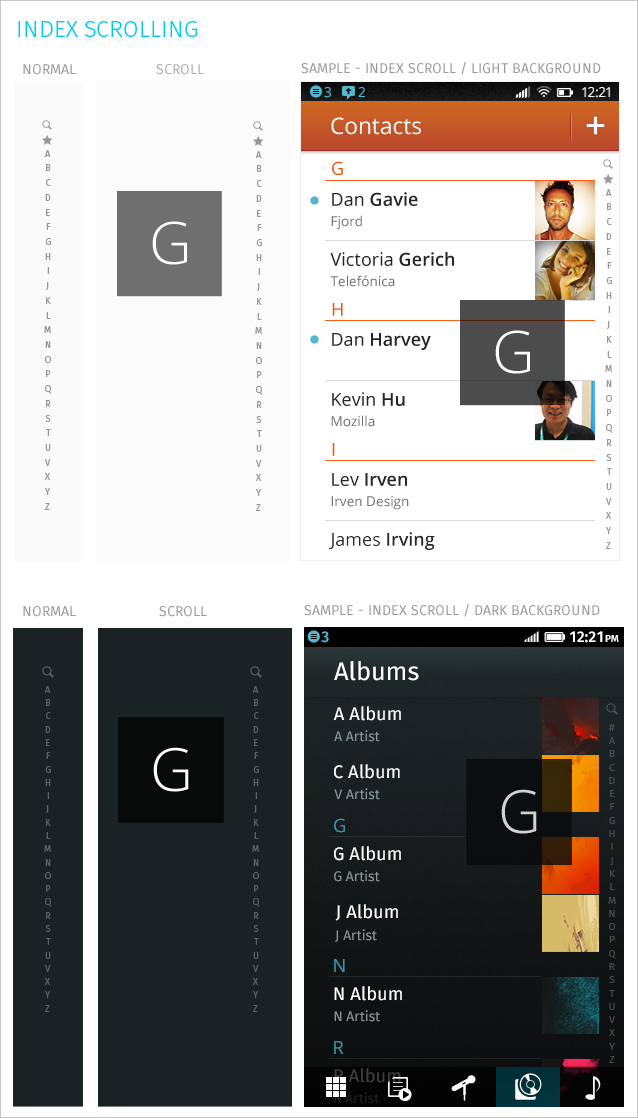 INDEX SCROLLING
NORMAL
A B C D E F G H I J K L M N O P Q R S T U V X Y Z
SCROLL
G
A B C D E F G H I J K L M N O P Q R S T U V X Y Z
SAMPLE - INDEX SCROLL / LIGHT BACKGROUND
3 2 12:21
Contacts +
G
Dan Gavie
Fjord
Victoria Gerich
Telefónica
H
G
Dan Harvey
Kevin Hu
Mozilla
I
Lev Irven
Irven Design
James Irving
A B C D E F G H I J K L M N O P Q R S T U V X Y Z
NORMAL
A B C D E F G H I J K L M N O P Q R S T U V X Y Z
SCROLL
G
A B C D E F G H I J K L M N O P Q R S T U V X Y Z
SAMPLE - INDEX SCROLL / DARK BACKGROUND
3 12:21PM
Albums
A Album
A Artist
C Album
V Artist
G
G
G Album
G Artist
J Album
J Artist
N
N Album
N Artist
R
R Album
# A B C D E F G H I J K L M N O P Q R S T U V X Y Z